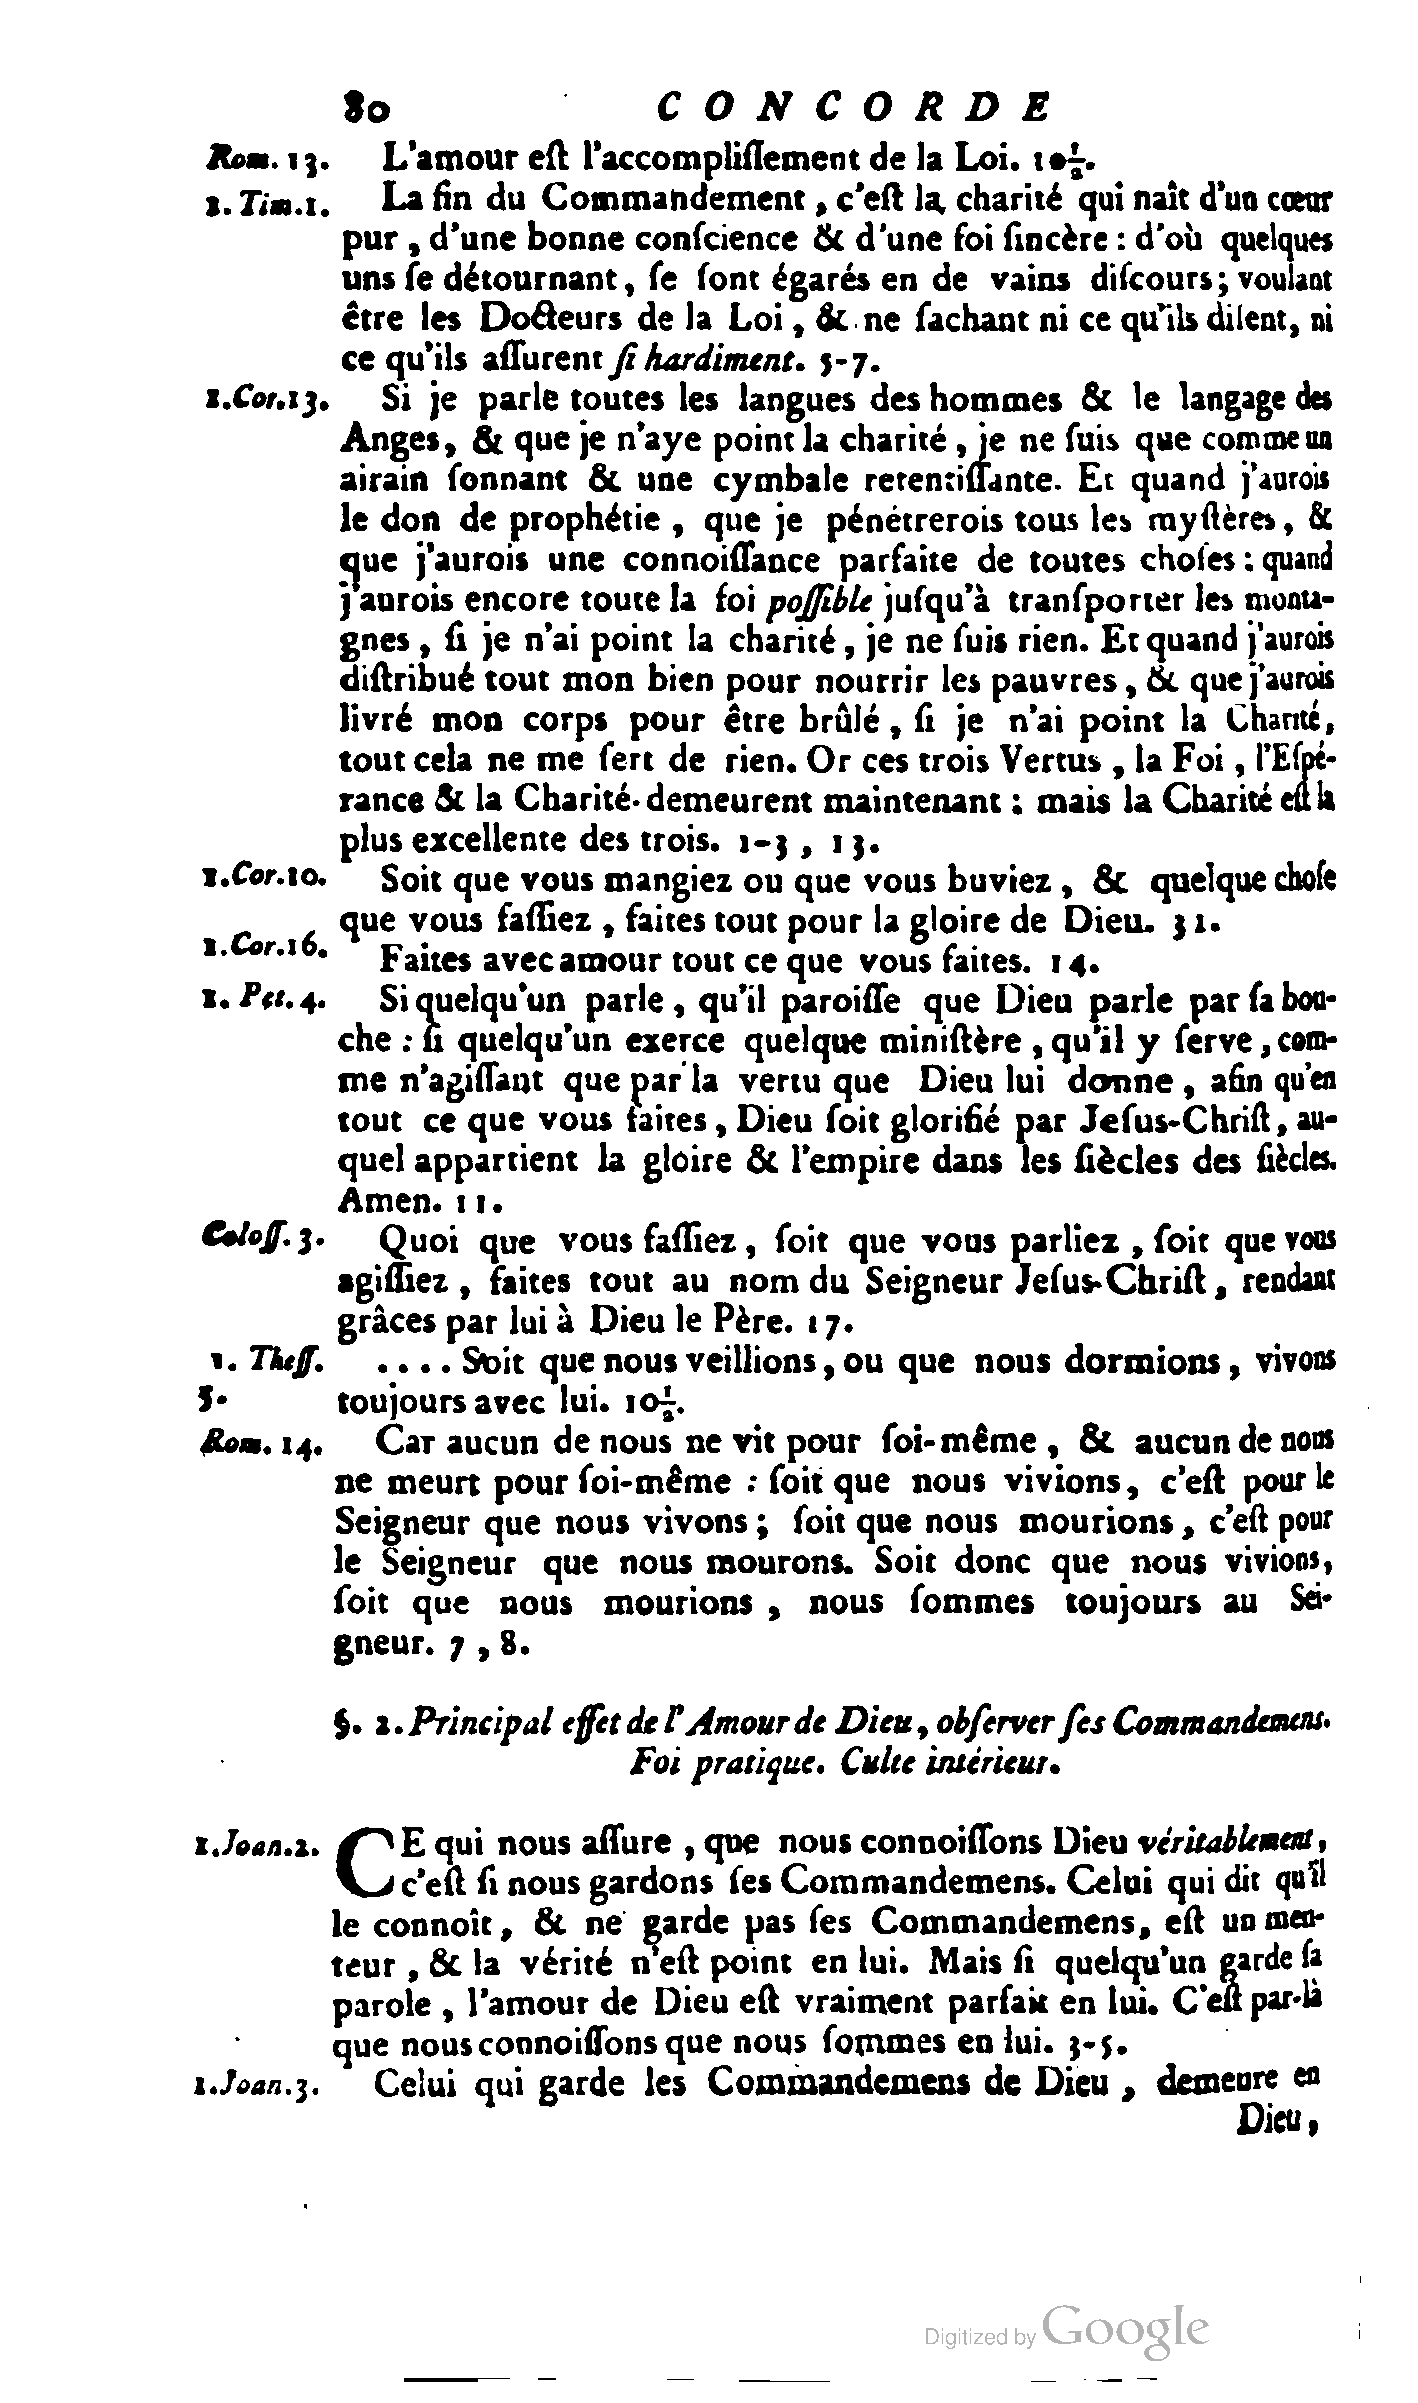 80 CONCORDE
Rom. 13. L'amour eſt l'accompliſſement de la Loi. 10½.
1. Tim.1. La fin du Commandement, c'eſt la charité qui naît d'un cœur
pur, d'une bonne conſcience & d'une foi ſincère : d'où quelques
uns ſe détournant, ſe ſont égarés en de vains diſcours; voulant
être les Docteurs de la Loi, & ne ſachant ni ce qu'ils diſent, ni
ce qu'ils aſſurent ſi hardiment. 5-7.
1.Cor.13. Si je parle toutes les langues des hommes & le langage des
Anges, & que je n'aye point la charité, je ne ſuis que comme un
airain ſonnant & une cymbale retentiſſante. Et quand j'aurois
le don de prophétie, que je pénétrerois tous les myſtères, &
que j'aurois une connoiſſance parfaite de toutes choſes : quand
j'aurois encore toute la foi poſſible juſqu'à tranſporter les monta-
gnes, ſi je n'ai point la charité, je ne ſuis rien. Et quand j'aurois
diſtribué tout mon bien pour nourrir les pauvres, & que j'aurois
livré mon corps pour être brûlé, ſi je n'ai point la Charité,
tout cela ne me ſert de rien. Or ces trois Vertus, la Foi, l'Eſpé-
rance & la Charité demeurent maintenant : mais la Charité eſt la
plus excellente des trois. 1-3, 13.
1.Cor.10. Soit que vous mangiez ou que vous buviez, & quelque choſe
que vous faſſiez, faites tout pour la gloire de Dieu. 31.
1.Cor.16. Faites avec amour tout ce que vous faites. 14.
1. Pet.4. Si quelqu'un parle, qu'il paroiſſe que Dieu parle par ſa bou-
che : ſi quelqu'un exerce quelque miniſtère, qu'il y ſerve, com-
me n'agiſſant que par la vertu que Dieu lui donne, afin qu'en
tout ce que vous faites, Dieu ſoit glorifié par Jeſus-Chriſt, au-
quel appartient la gloire & l'empire dans les ſiècles des ſiècles.
Amen. 11.
Coloſſ. 3. Quoi que vous faſſiez, ſoit que vous parliez, ſoit que vous
agiſſiez, faites tout au nom du Seigneur Jeſus-Chriſt, rendant
grâces par lui à Dieu le Père. 17.
1. Theſſ. .... Soit que nous veillions, ou que nous dormions, vivons
5. toujours avec lui. 10½.
Rom. 14. Car aucun de nous ne vit pour ſoi-même, & aucun de nous
ne meurt pour ſoi-même : ſoit que nous vivions, c'eſt pour le
Seigneur que nous vivons; ſoit que nous mourions, c'eſt pour
le Seigneur que nous mourons. Soit donc que nous vivions,
ſoit que nous mourions, nous ſommes toujours au Sei-
gneur. 7, 8.
§. 2. Principal effet de l'Amour de Dieu, obſerver ſes Commandemens.
Foi pratique. Culte intérieur.
1.Joan.2. CE qui nous aſſure, que nous connoiſſons Dieu véritablement,
c'eſt ſi nous gardons ſes Commandemens. Celui qui dit qu'il
le connoît, & ne garde pas ſes Commandemens, eſt un men-
teur, & la vérité n'eſt point en lui. Mais ſi quelqu'un garde ſa
parole, l'amour de Dieu eſt vraiment parfait en lui. C'eſt par-là
que nous connoiſſons que nous ſommes en lui. 3-5.
1.Joan.3. Celui qui garde les Commandemens de Dieu, demeure en
Dieu,
Digitized by Google